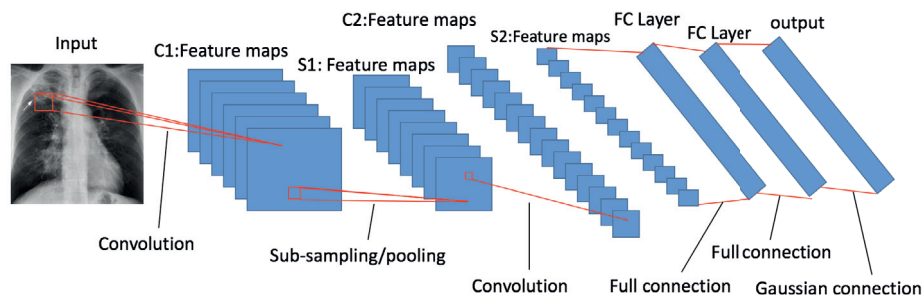 Input
C1:Feature maps
S1: Feature maps
C2:Feature maps
S2:Feature maps
FC Layer
FC Layer
output
Convolution
Sub-sampling/pooling
Convolution
Full connection
Full connection
Gaussian connection